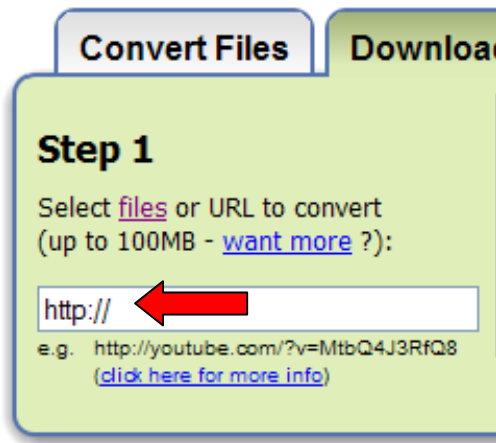 Convert Files
Step 1
Select files or URL to convert
(up to 100MB - want more ?):
http://
e.g. http://youtube.com/?v=MtbQ4J3RfQ8
(click here for more info)